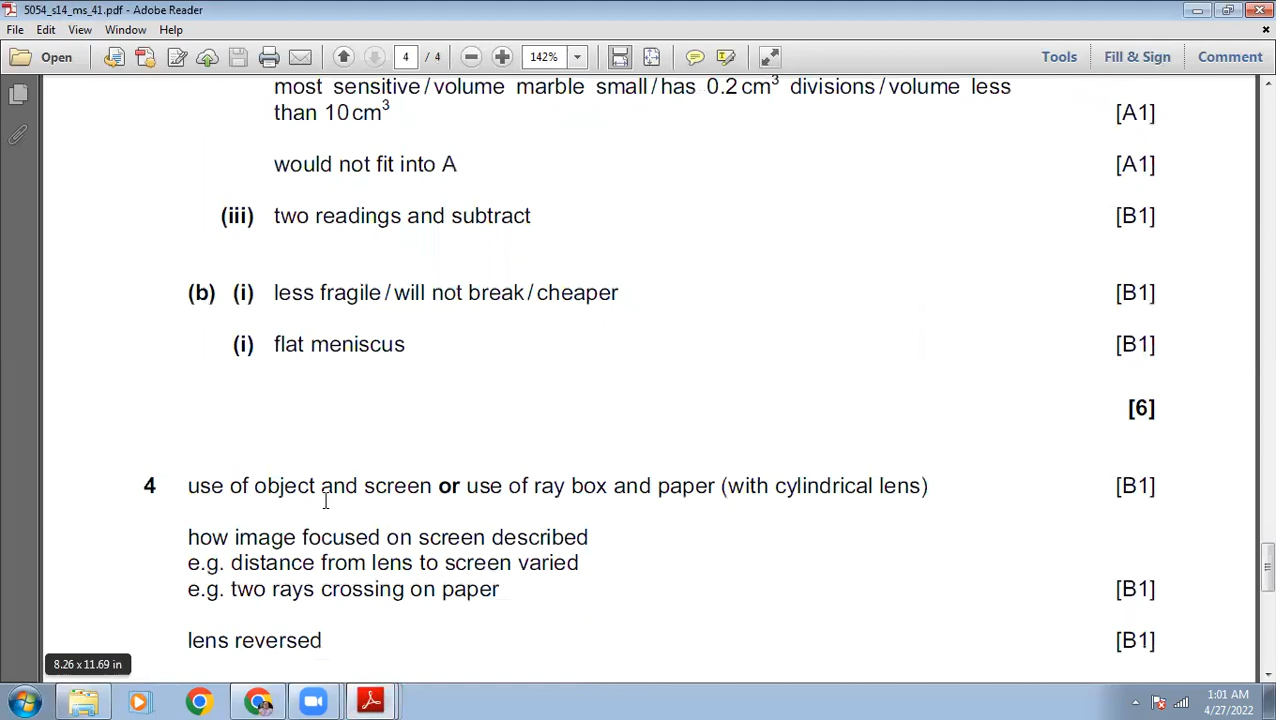 5054_s14_ms_41.pdf - Adobe Reader
File Edit View Window Help
Open 4 / 4 142% Tools Fill & Sign Comment
most sensitive / volume marble small / has 0.2 cm³ divisions / volume less
than 10 cm³ [A1]
would not fit into A [A1]
(iii) two readings and subtract [B1]
(b) (i) less fragile / will not break / cheaper [B1]
(i) flat meniscus [B1]
[6]
4 use of object and screen or use of ray box and paper (with cylindrical lens) [B1]
how image focused on screen described
e.g. distance from lens to screen varied
e.g. two rays crossing on paper [B1]
lens reversed [B1]
8.26 x 11.69 in
1:01 AM
4/27/2022